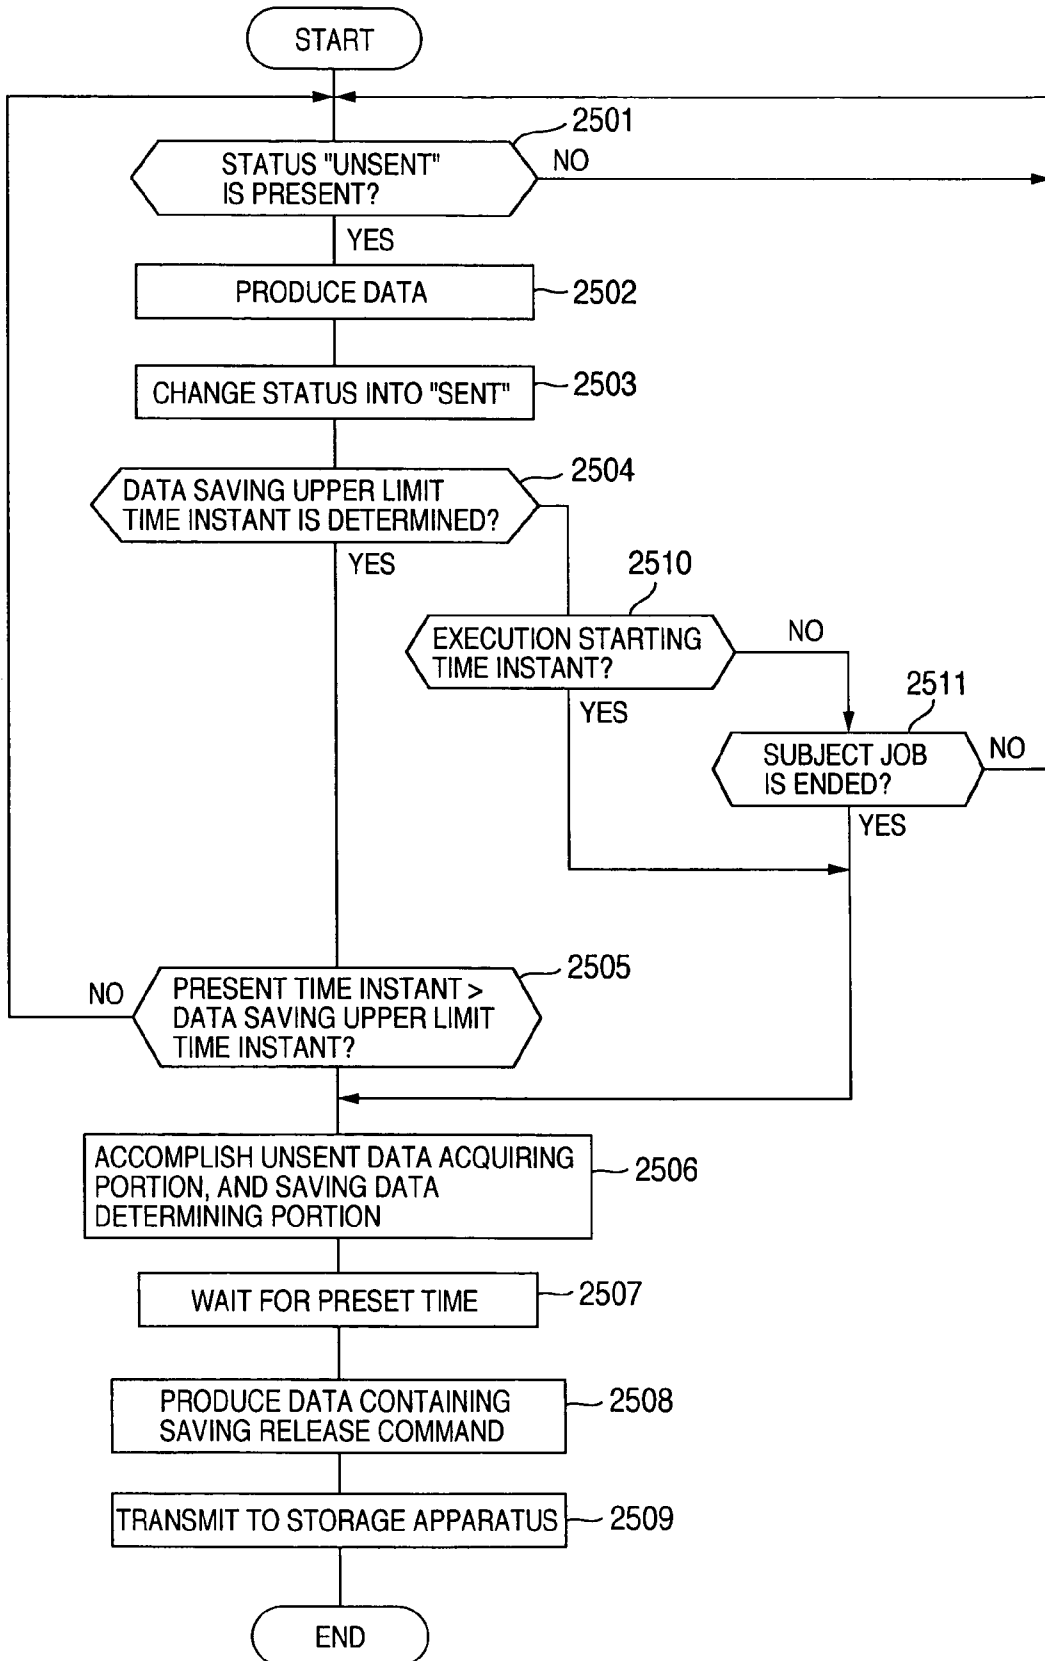 START
2501
STATUS "UNSENT"
IS PRESENT?
NO
YES
PRODUCE DATA
2502
CHANGE STATUS INTO "SENT"
2503
2504
DATA SAVING UPPER LIMIT
TIME INSTANT IS DETERMINED?
YES
2510
EXECUTION STARTING
TIME INSTANT?
NO
YES
2511
SUBJECT JOB
IS ENDED?
NO
YES
2505
NO
PRESENT TIME INSTANT >
DATA SAVING UPPER LIMIT
TIME INSTANT?
ACCOMPLISH UNSENT DATA ACQUIRING
PORTION, AND SAVING DATA
DETERMINING PORTION
2506
WAIT FOR PRESET TIME
2507
PRODUCE DATA CONTAINING
SAVING RELEASE COMMAND
2508
TRANSMIT TO STORAGE APPARATUS
2509
END